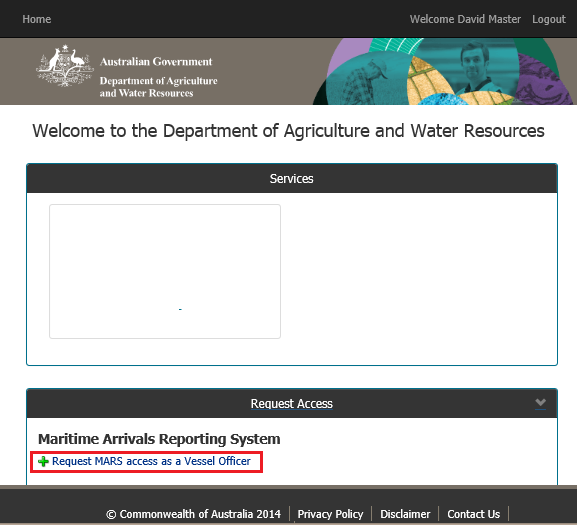 Home Welcome David Master Logout
Australian Government
Department of Agriculture
and Water Resources
Welcome to the Department of Agriculture and Water Resources
Services
-
Request Access
Maritime Arrivals Reporting System
Request MARS access as a Vessel Officer
© Commonwealth of Australia 2014 | Privacy Policy | Disclaimer | Contact Us |